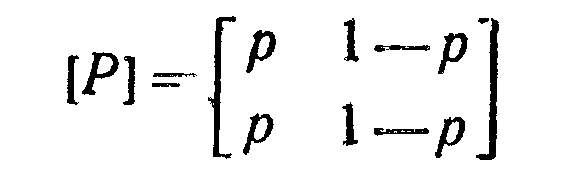 [P] = [p 1—p
p 1—p]